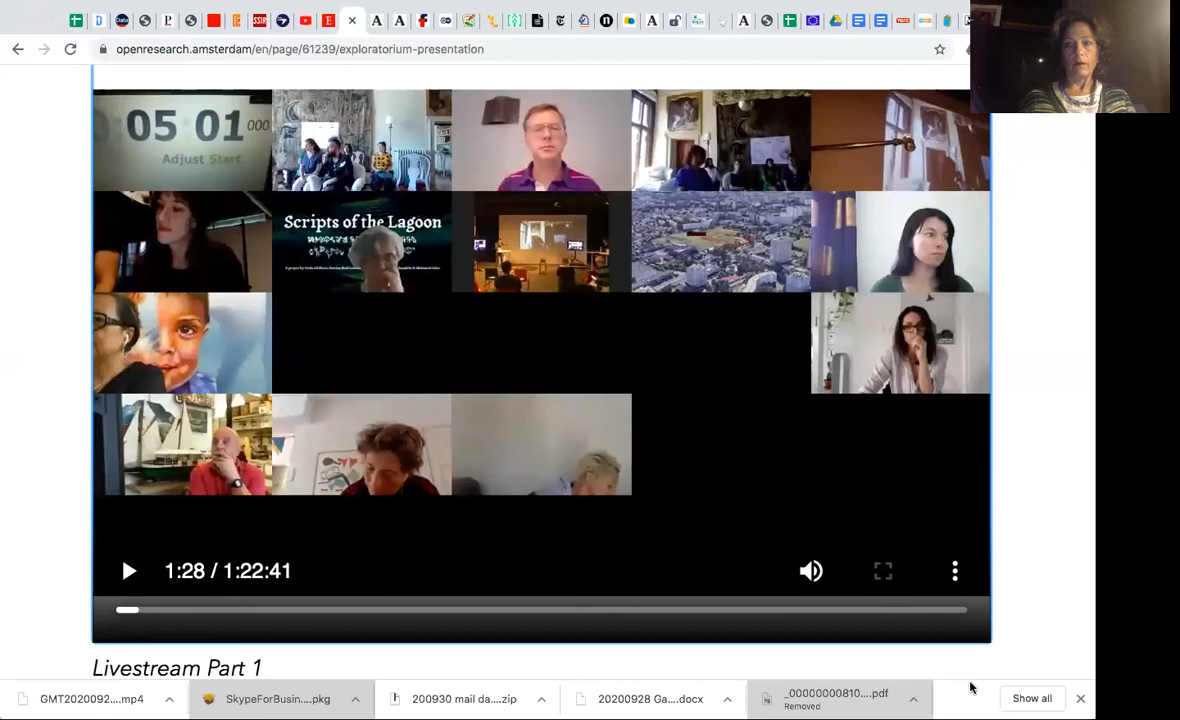 SSIR
openresearch.amsterdam/en/page/61239/exploratorium-presentation
05 01 000
Adjust Start
Scripts of the Lagoon
1:28 / 1:22:41
Livestream Part 1
GMT2020092....mp4
SkypeForBusin....pkg
200930 mail da....zip
20200928 Ga....docx
_00000000810....pdf
Removed
Show all